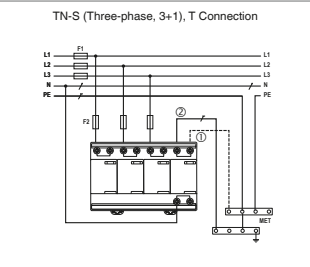 TN-S (Three-phase, 3+1), T Connection
F1
L1 L1
L2 L2
L3 L3
N N
PE PE
F2
②
①
MET